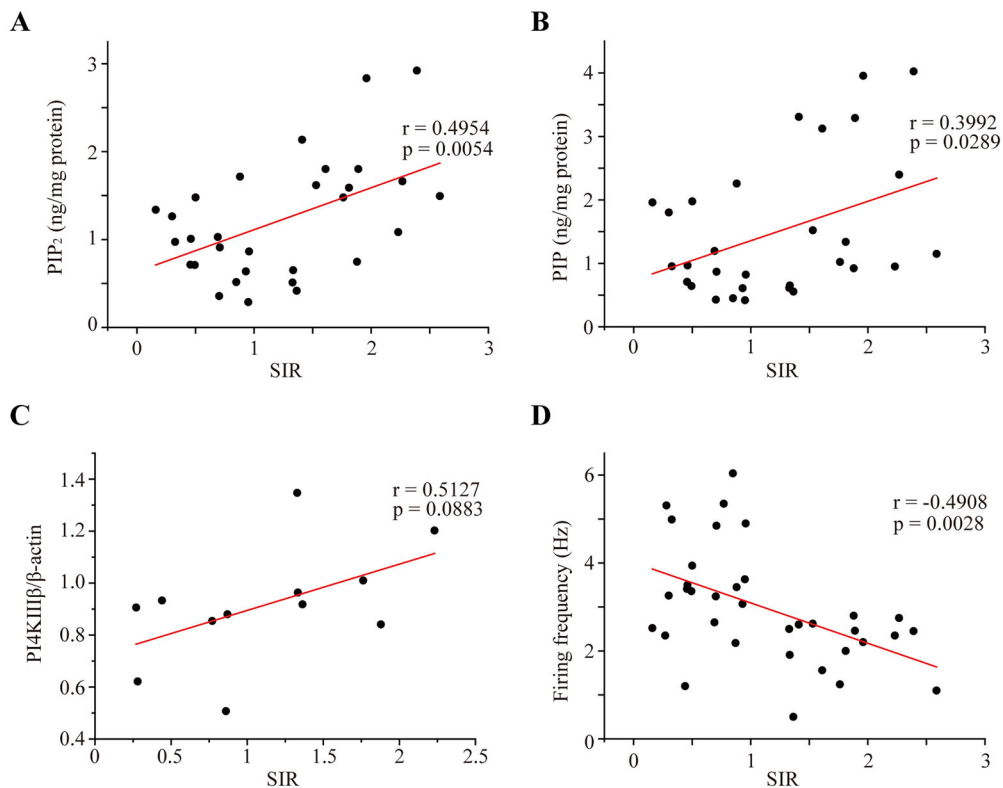 A
PIP₂ (ng/mg protein)
3
2
1
0
r = 0.4954
p = 0.0054
0 1 2 3
SIR
B
PIP (ng/mg protein)
4
3
2
1
0
r = 0.3992
p = 0.0289
0 1 2 3
SIR
C
PI4KIIIβ/β-actin
1.4
1.2
1.0
0.8
0.6
0.4
r = 0.5127
p = 0.0883
0 0.5 1 1.5 2 2.5
SIR
D
Firing frequency (Hz)
6
4
2
0
r = -0.4908
p = 0.0028
0 1 2 3
SIR